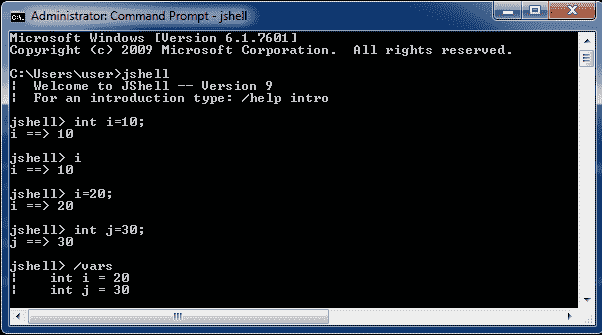 Administrator: Command Prompt - jshell
Microsoft Windows [Version 6.1.7601]
Copyright (c) 2009 Microsoft Corporation.  All rights reserved.
C:\Users\user>jshell
|  Welcome to JShell -- Version 9
|  For an introduction type: /help intro
jshell> int i=10;
i ==> 10
jshell> i
i ==> 10
jshell> i=20;
i ==> 20
jshell> int j=30;
j ==> 30
jshell> /vars
|    int i = 20
|    int j = 30